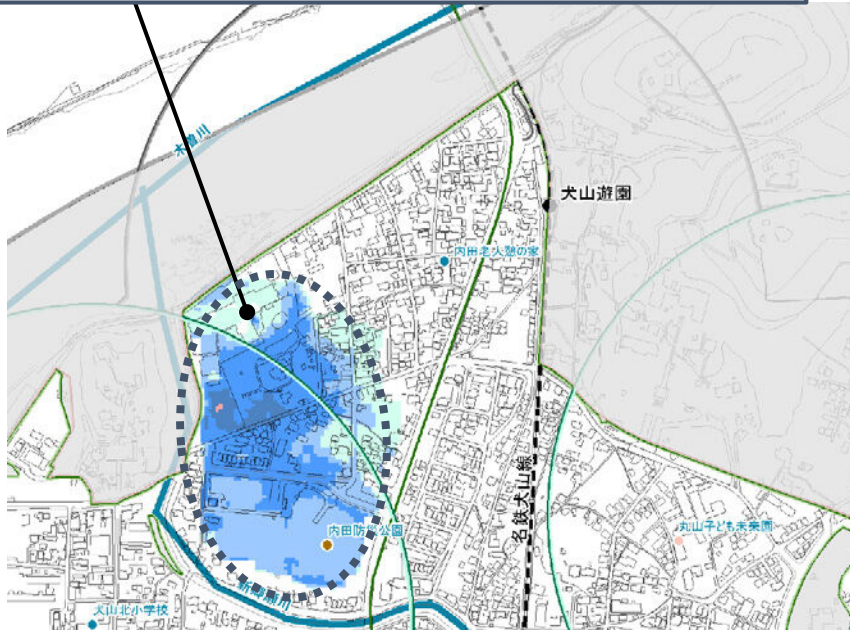 木曽川
犬山遊園
内田老人憩の家
名鉄犬山線
内田防災公園
丸山子ども未来園
新郷瀬川
犬山北小学校